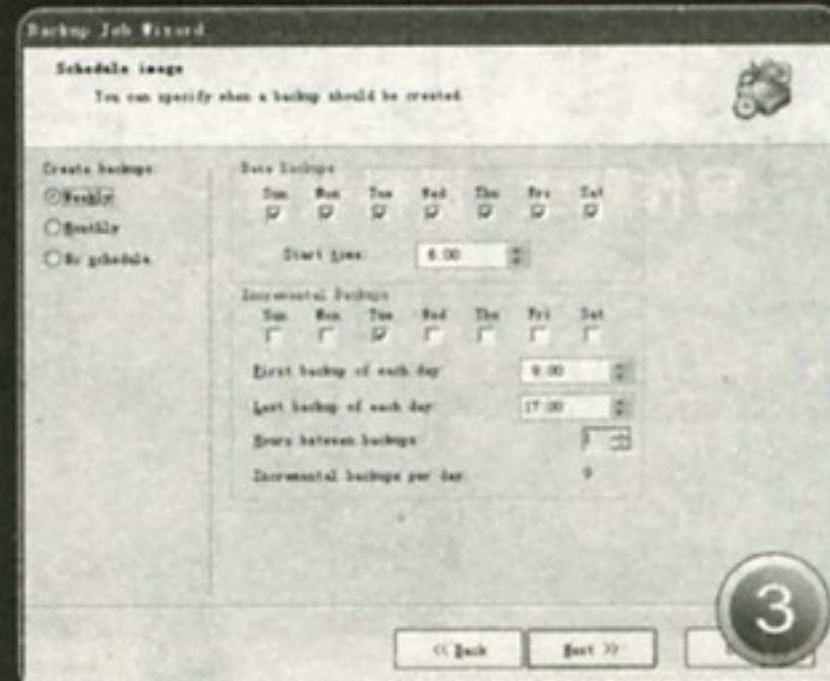 Backup Job Wizard
Schedule image
You can specify when a backup should be created.
Create backups:
Weekly
Monthly
No schedule
Base Backups
Sun Mon Tue Wed Thu Fri Sat
Start time: 6:00
Incremental Backups
Sun Mon Tue Wed Thu Fri Sat
First backup of each day: 9:00
Last backup of each day: 17:00
Hours between backups:
Incremental backups per day: 9
<< Back Next >>
3